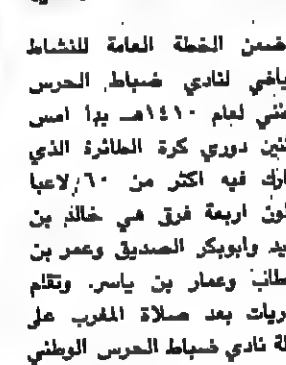 ضمن الخطة العامة للنشاط
ياضي لنادي ضباط الحرس
طني لعام ١٤١٠هـ بدأ امس
ثنين دوري كرة الطائرة الذي
ارك فيه اكثر من ٦٠ لاعبا
لون اربعة فرق هي خالد بن
يد وابوبكر الصديق وعمر بن
طاب وعمار بن ياسر. وتقام
ريات بعد صلاة المغرب على
لة نادي ضباط الحرس الوطني